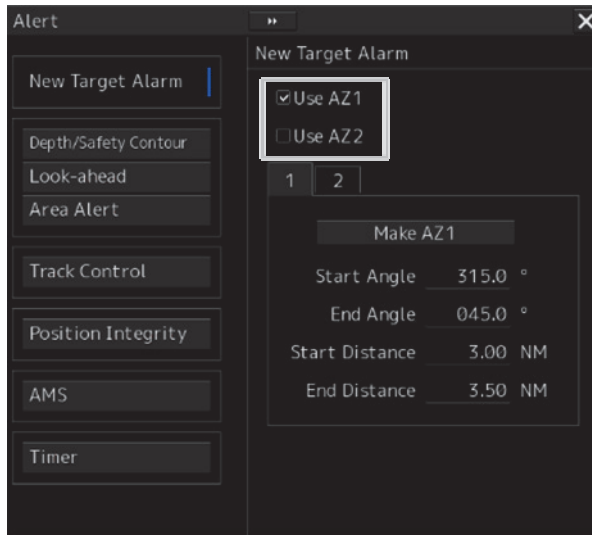 Alert
New Target Alarm
Depth/Safety Contour
Look-ahead
Area Alert
Track Control
Position Integrity
AMS
Timer
New Target Alarm
Use AZ1
Use AZ2
1 2
Make AZ1
Start Angle 315.0 °
End Angle 045.0 °
Start Distance 3.00 NM
End Distance 3.50 NM